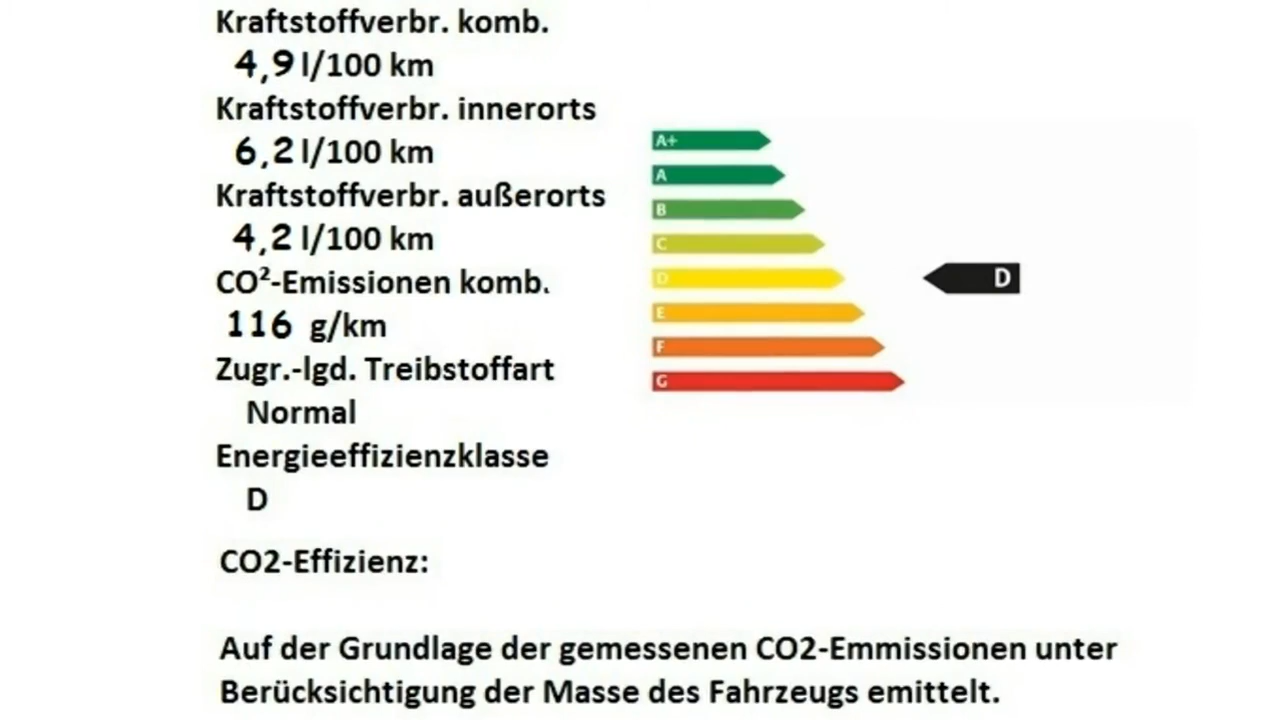 Kraftstoffverbr. komb.
4,9 l/100 km
Kraftstoffverbr. innerorts
6,2 l/100 km
Kraftstoffverbr. außerorts
4,2 l/100 km
CO²-Emissionen komb.
116 g/km
Zugr.-lgd. Treibstoffart
Normal
Energieeffizienzklasse
D
A+
A
B
C
D
D
E
F
G
CO2-Effizienz:
Auf der Grundlage der gemessenen CO2-Emmissionen unter
Berücksichtigung der Masse des Fahrzeugs emittelt.